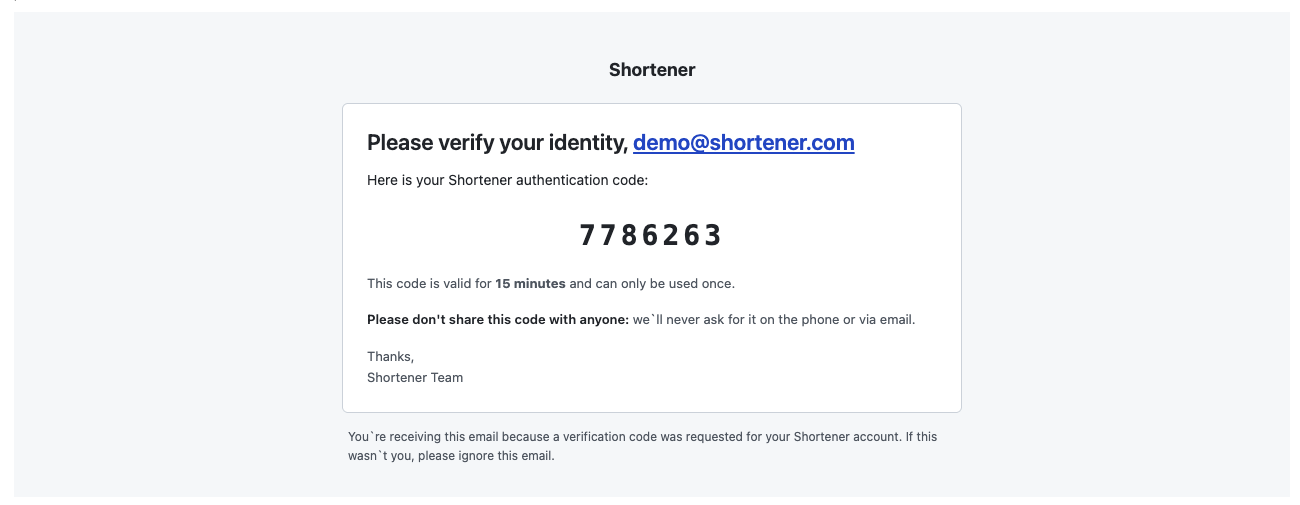 Shortener
Please verify your identity, demo@shortener.com
Here is your Shortener authentication code:
7786263
This code is valid for 15 minutes and can only be used once.
Please don't share this code with anyone: we`ll never ask for it on the phone or via email.
Thanks,
Shortener Team
You`re receiving this email because a verification code was requested for your Shortener account. If this
wasn`t you, please ignore this email.